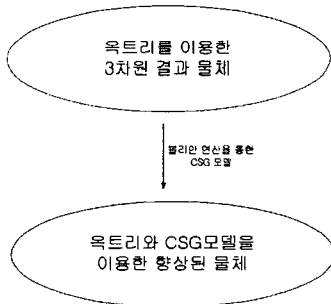 옥트리를 이용한
3차원 결과 물체
불리안 연산을 통한
CSG 모델
옥트리와 CSG모델을
이용한 향상된 물체